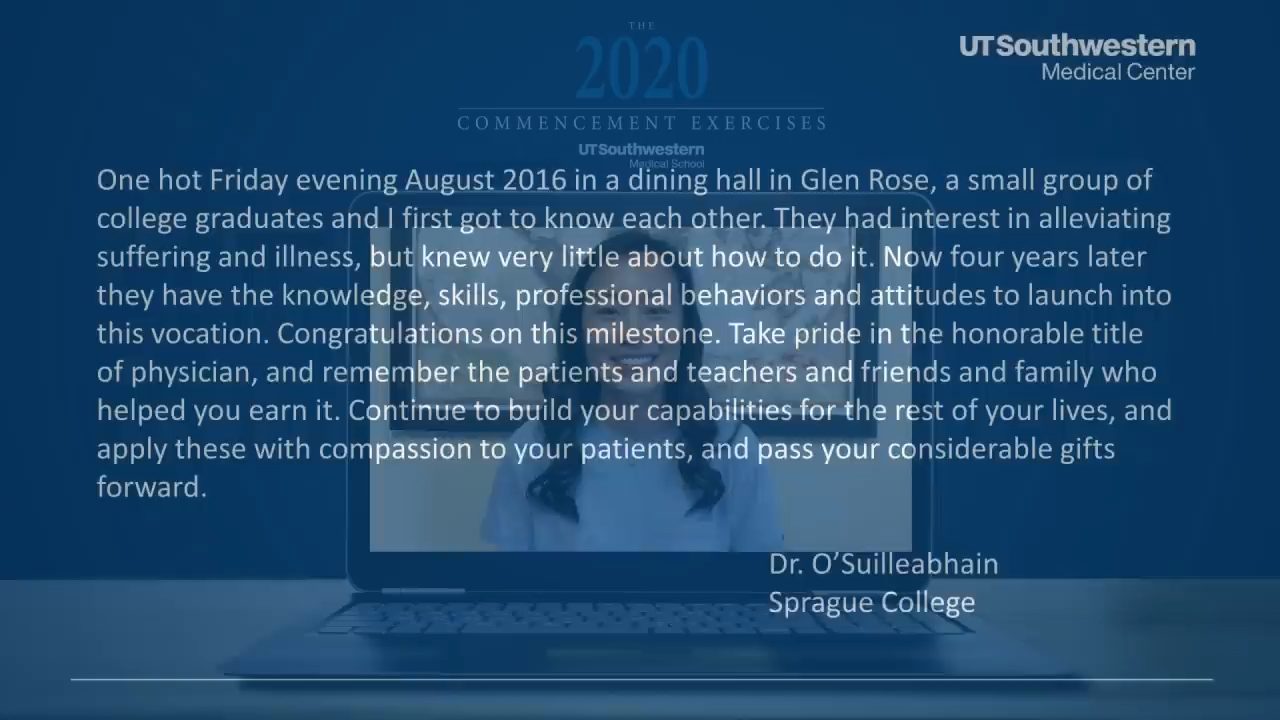 THE
2020
COMMENCEMENT EXERCISES
UTSouthwestern
Medical School
UTSouthwestern
Medical Center
One hot Friday evening August 2016 in a dining hall in Glen Rose, a small group of
college graduates and I first got to know each other. They had interest in alleviating
suffering and illness, but knew very little about how to do it. Now four years later
they have the knowledge, skills, professional behaviors and attitudes to launch into
this vocation. Congratulations on this milestone. Take pride in the honorable title
of physician, and remember the patients and teachers and friends and family who
helped you earn it. Continue to build your capabilities for the rest of your lives, and
apply these with compassion to your patients, and pass your considerable gifts
forward.
Dr. O’Suilleabhain
Sprague College